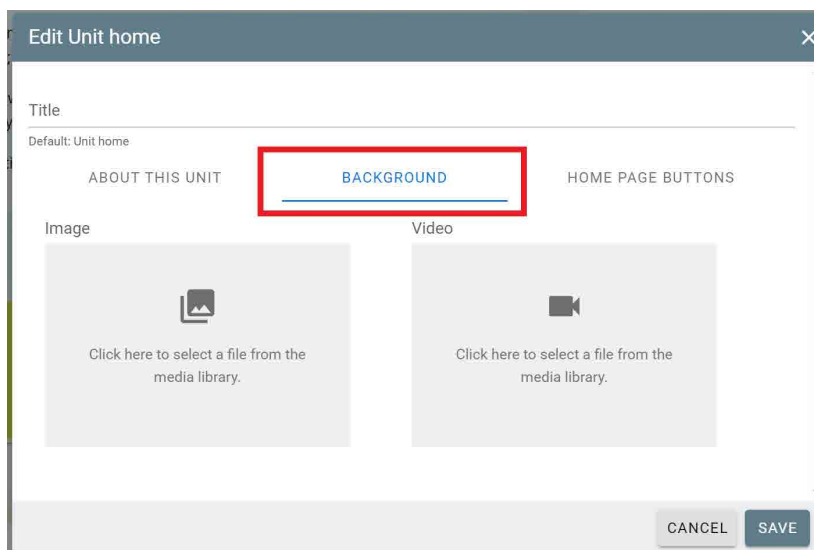 Edit Unit home
Title
Default: Unit home
ABOUT THIS UNIT BACKGROUND HOME PAGE BUTTONS
Image Video
Click here to select a file from the
media library.
Click here to select a file from the
media library.
CANCEL SAVE